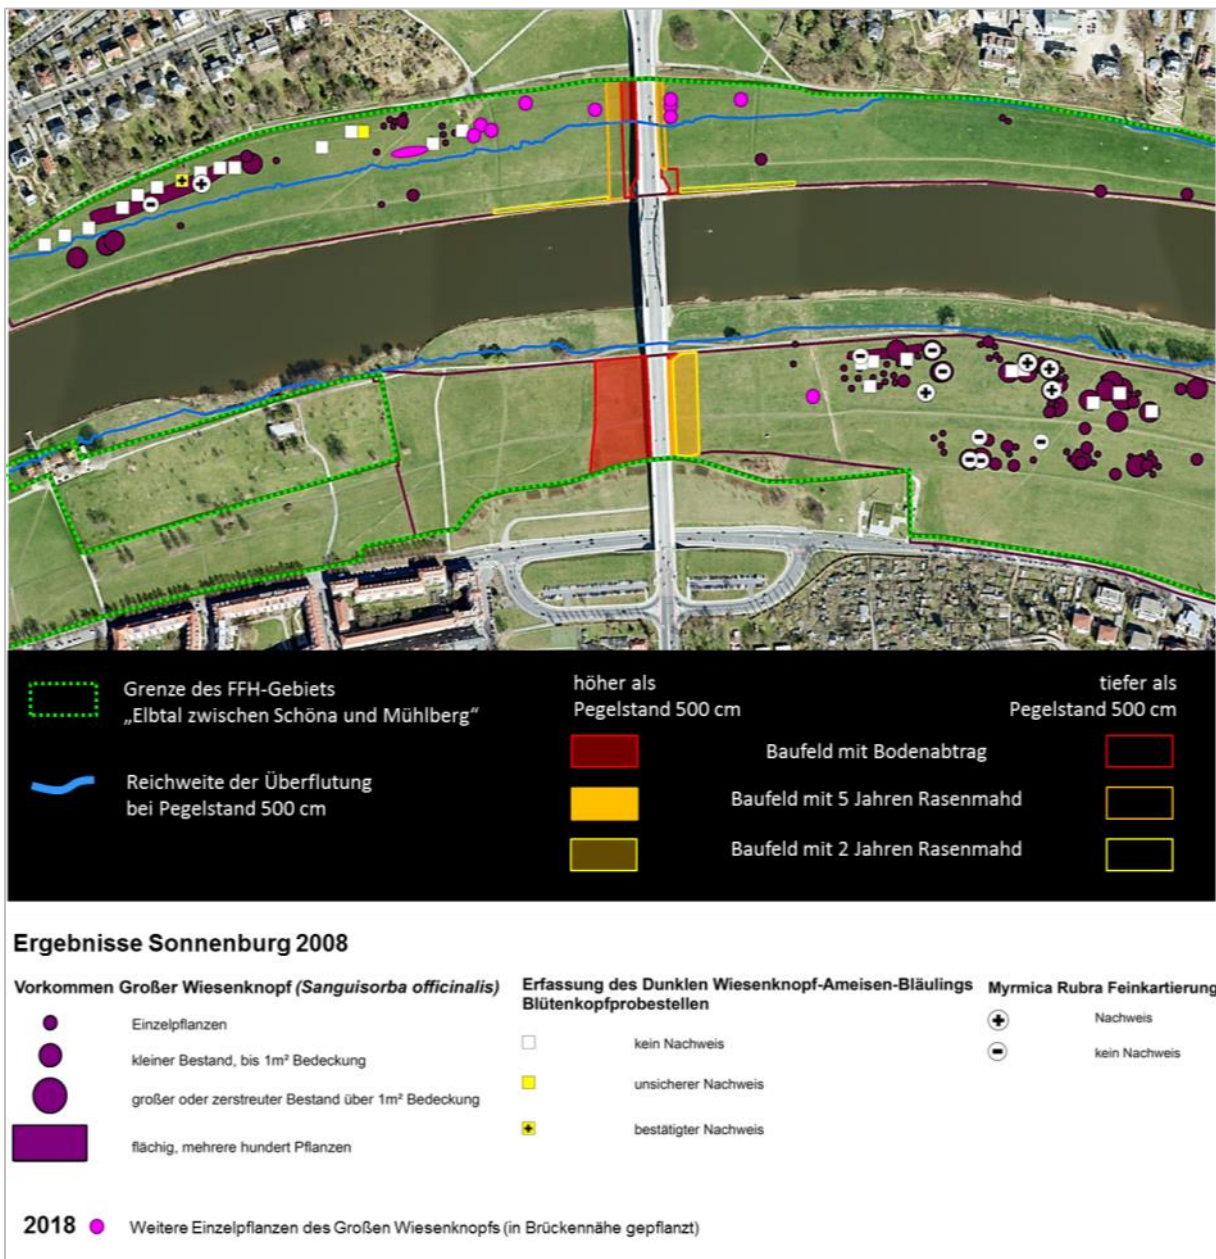 Grenze des FFH-Gebiets
„Elbtal zwischen Schöna und Mühlberg“
Reichweite der Überflutung
bei Pegelstand 500 cm
höher als
Pegelstand 500 cm
tiefer als
Pegelstand 500 cm
Baufeld mit Bodenabtrag
Baufeld mit 5 Jahren Rasenmahd
Baufeld mit 2 Jahren Rasenmahd
Ergebnisse Sonnenburg 2008
Vorkommen Großer Wiesenknopf (Sanguisorba officinalis)
Einzelpflanzen
kleiner Bestand, bis 1m² Bedeckung
großer oder zerstreuter Bestand über 1m² Bedeckung
flächig, mehrere hundert Pflanzen
Erfassung des Dunklen Wiesenknopf-Ameisen-Bläulings
Blütenkopfprobestellen
kein Nachweis
unsicherer Nachweis
bestätigter Nachweis
Myrmica Rubra Feinkartierung
Nachweis
kein Nachweis
2018 Weitere Einzelpflanzen des Großen Wiesenknopfs (in Brückennähe gepflanzt)